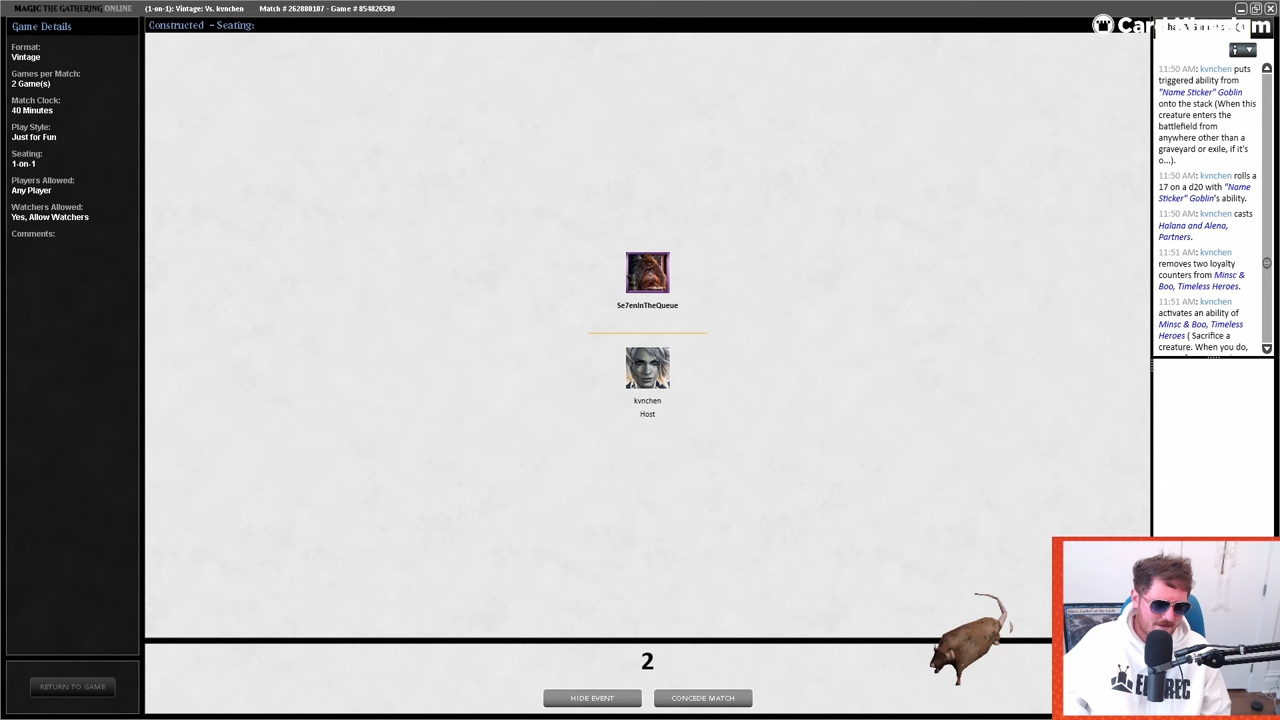 MAGIC THE GATHERING ONLINE
(1-on-1): Vintage: Vs. kvnchen
Match # 262880107 - Game # 854826580
Game Details
Constructed - Seating:
Format:
Vintage
Games per Match:
2 Game(s)
Match Clock:
40 Minutes
Play Style:
Just for Fun
Seating:
1-on-1
Players Allowed:
Any Player
Watchers Allowed:
Yes, Allow Watchers
Comments:
RETURN TO GAME
Se7enInTheQueue
kvnchen
Host
2
HIDE EVENT
CONCEDE MATCH
11:50 AM: kvnchen puts
triggered ability from
"Name Sticker" Goblin
onto the stack (When this
creature enters the
battlefield from
anywhere other than a
graveyard or exile, if it's
o...).
11:50 AM: kvnchen rolls a
17 on a d20 with "Name
Sticker" Goblin's ability.
11:50 AM: kvnchen casts
Halana and Alena,
Partners.
11:51 AM: kvnchen
removes two loyalty
counters from Minsc &
Boo, Timeless Heroes.
11:51 AM: kvnchen
activates an ability of
Minsc & Boo, Timeless
Heroes ( Sacrifice a
creature. When you do,